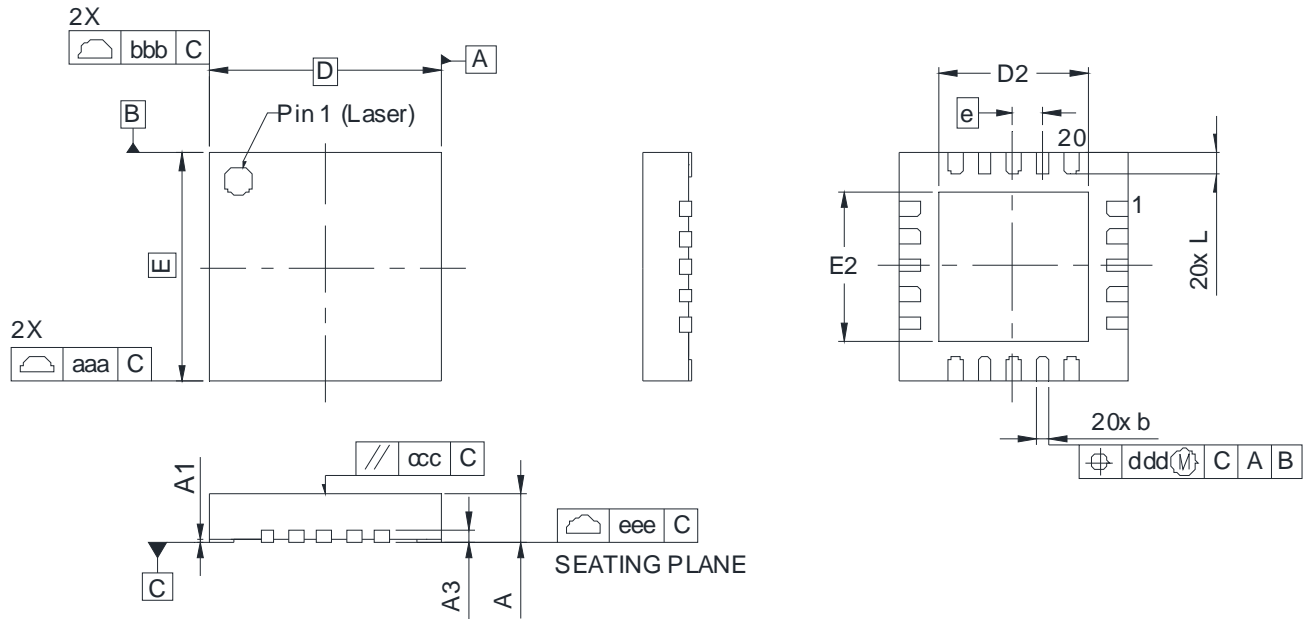 2X
bbb C
D
A
B
Pin 1 (Laser)
E
2X
aaa C
D2
e
20
1
E2
20x L
20x b
ddd M C A B
// ccc C
A1
eee C
SEATING PLANE
C
A3
A